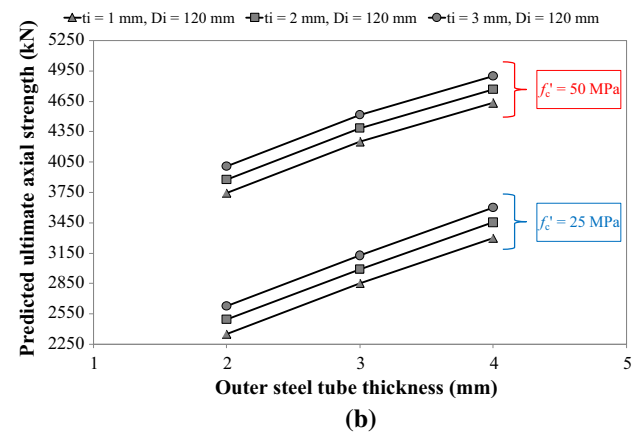 ti = 1 mm, Di = 120 mm ti = 2 mm, Di = 120 mm ti = 3 mm, Di = 120 mm
Predicted ultimate axial strength (kN)
5250
4950
4650
4350
4050
3750
3450
3150
2850
2550
2250
fc' = 50 MPa
fc' = 25 MPa
1 2 3 4 5
Outer steel tube thickness (mm)
(b)